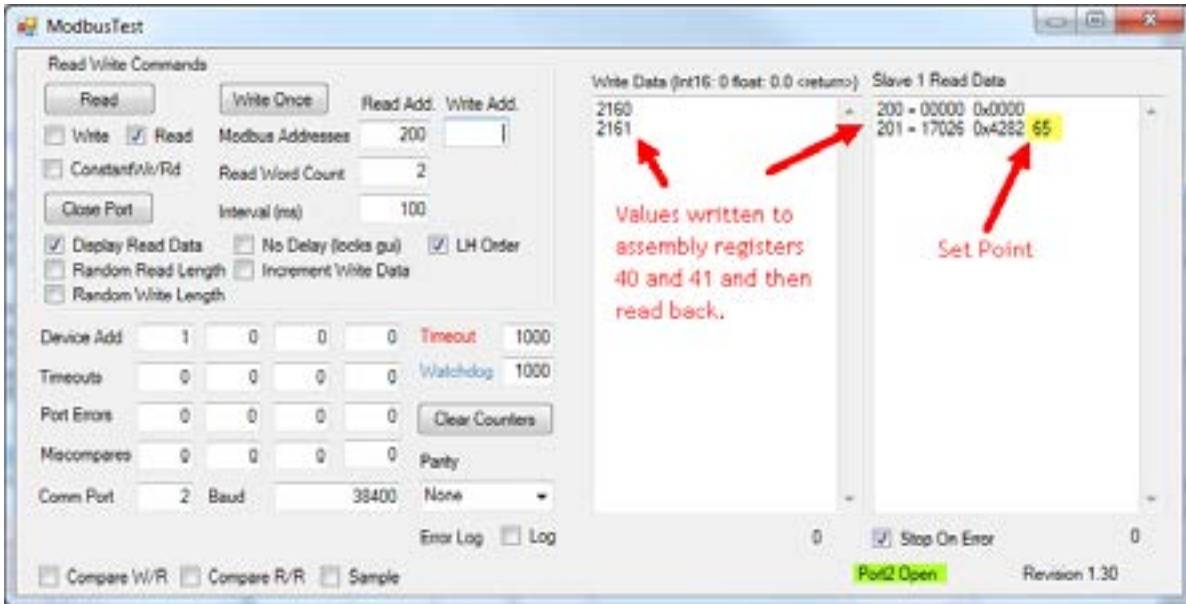 ModbusTest
Read Write Commands
Read Write Once Read Add. Write Add.
Write Read Modbus Addresses 200
ConstantWr/Rd Read Word Count 2
Close Port Interval (ms) 100
Display Read Data No Delay (locks gui) LH Order
Random Read Length Increment Write Data
Random Write Length
Device Add 1 0 0 0 Timeout 1000
Timeouts 0 0 0 0 Watchdog 1000
Port Errors 0 0 0 0 Clear Counters
Miscompares 0 0 0 0 Parity
Comm Port 2 Baud 38400 None
Error Log Log
Compare W/R Compare R/R Sample
Write Data (Int16: 0 float: 0.0 <return>)
2160
2161
Values written to
assembly registers
40 and 41 and then
read back.
0
Slave 1 Read Data
200 = 00000 0x0000
201 = 17026 0x4282 65
Set Point
Stop On Error 0
Port2 Open Revision 1.30